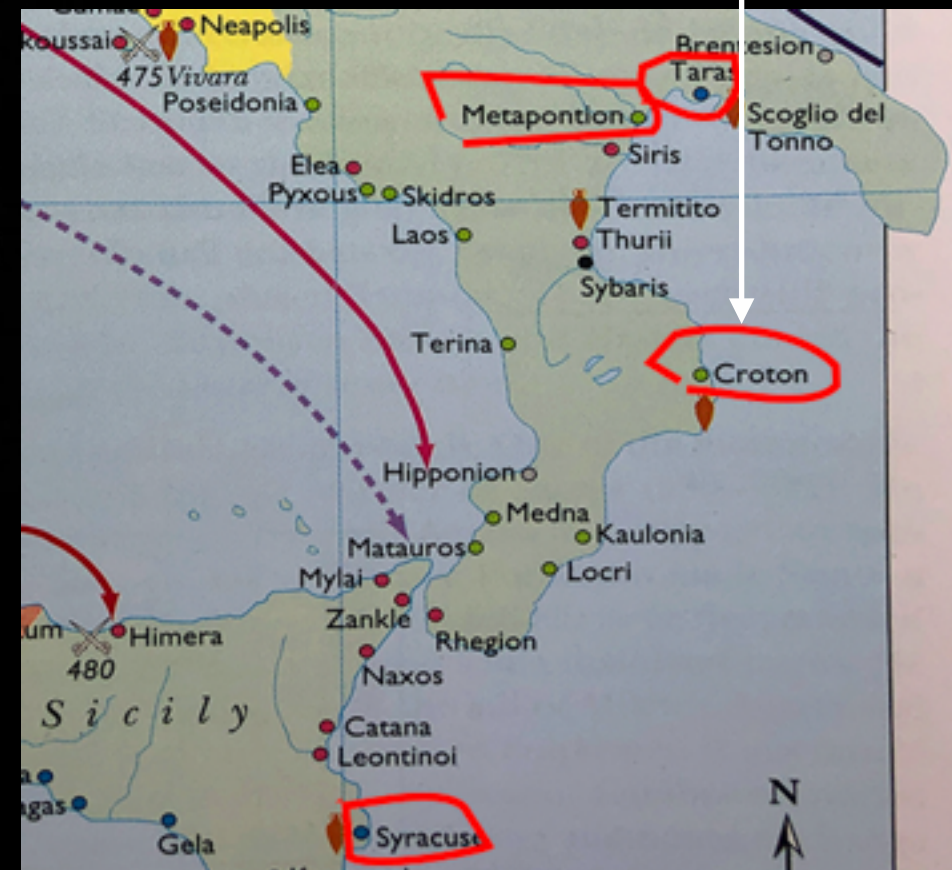 Neapolis
475 Vivara
Brentesion
Taras
Poseidonia
Metapontion
Scoglio del
Tonno
Siris
Elea
Pyxous
Skidros
Termitito
Laos
Thurii
Sybaris
Terina
Croton
Hipponion
Medna
Kaulonia
Matauros
Locri
Mylai
Zankle
Himera
Rhegion
480
Naxos
Sicily
Catana
Leontinoi
N
Gela
Syracuse